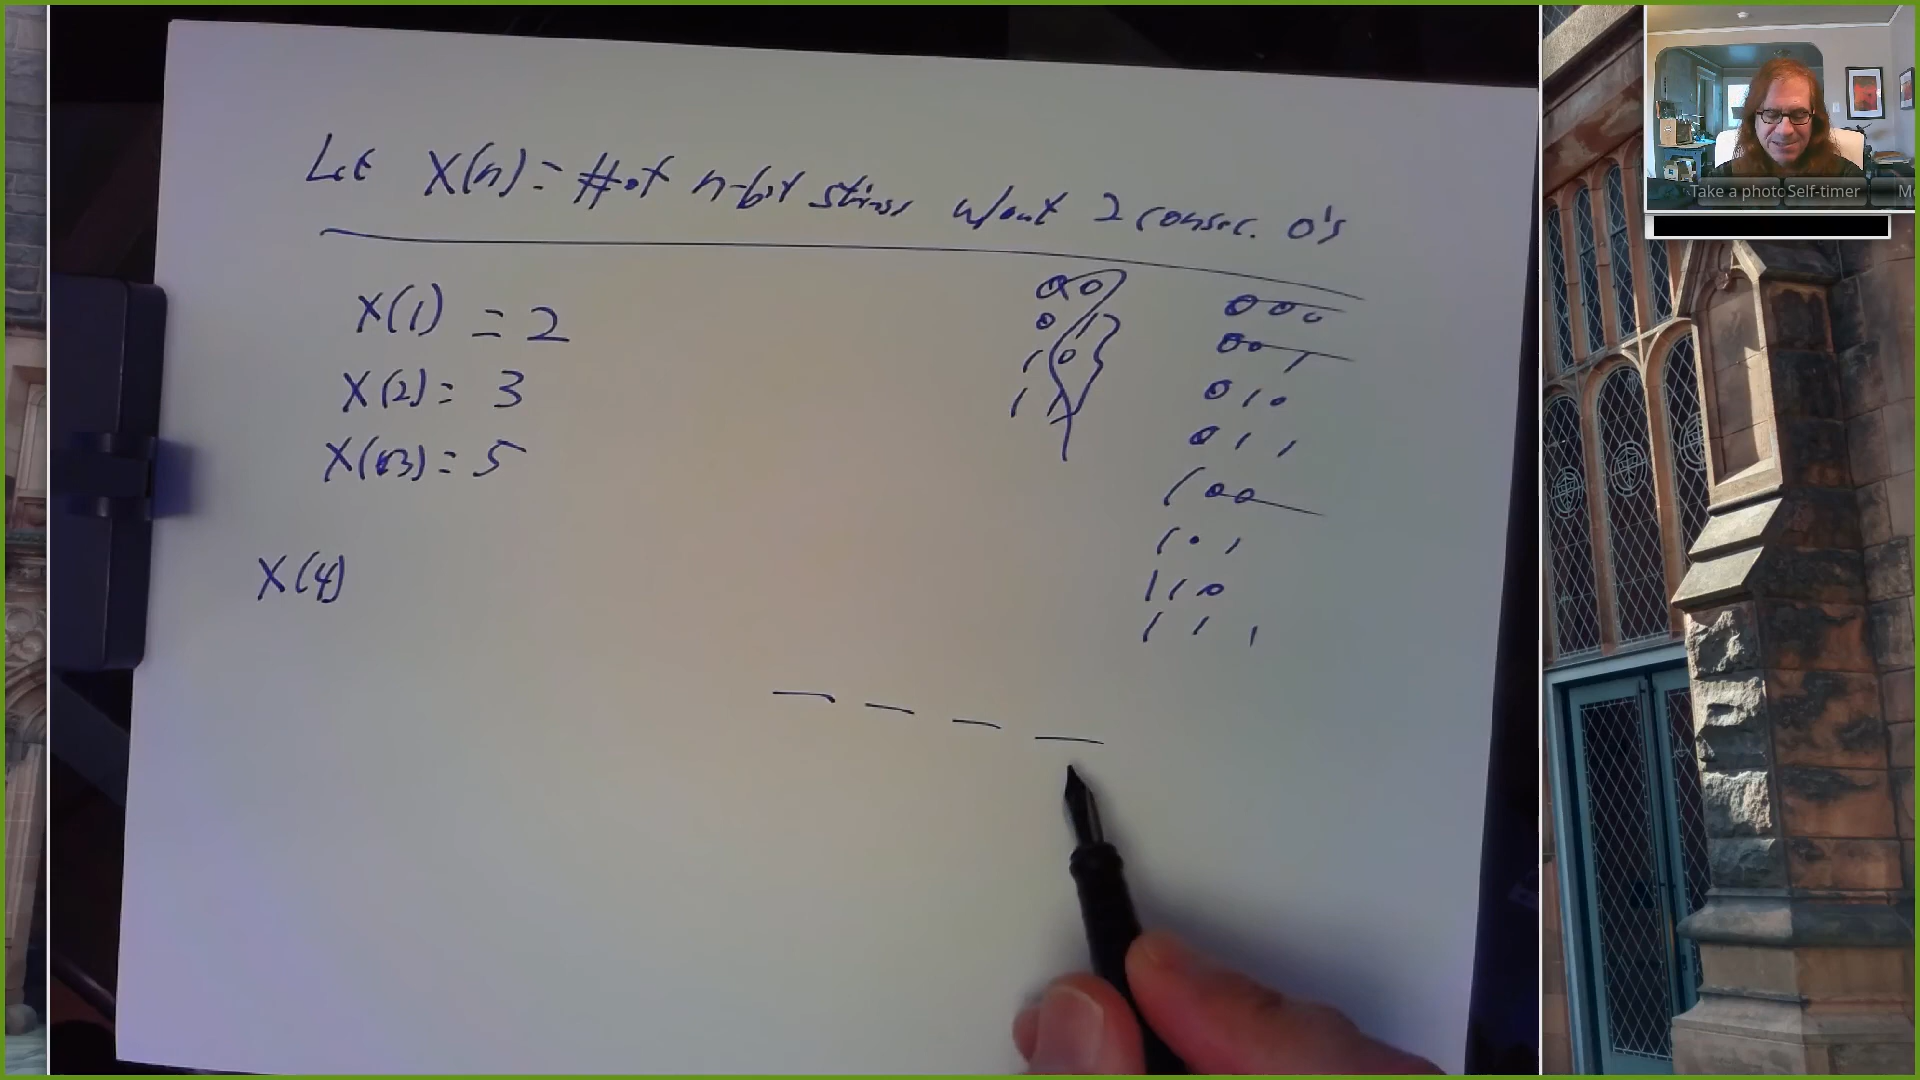 Let X(n) = # of n-bit strings w/out 2 consec. 0's
X(1) = 2
X(2) = 3
X(3) = 5
X(4)
00
01
10
11
000
001
010
011
100
101
110
111
Take a photo Self-timer